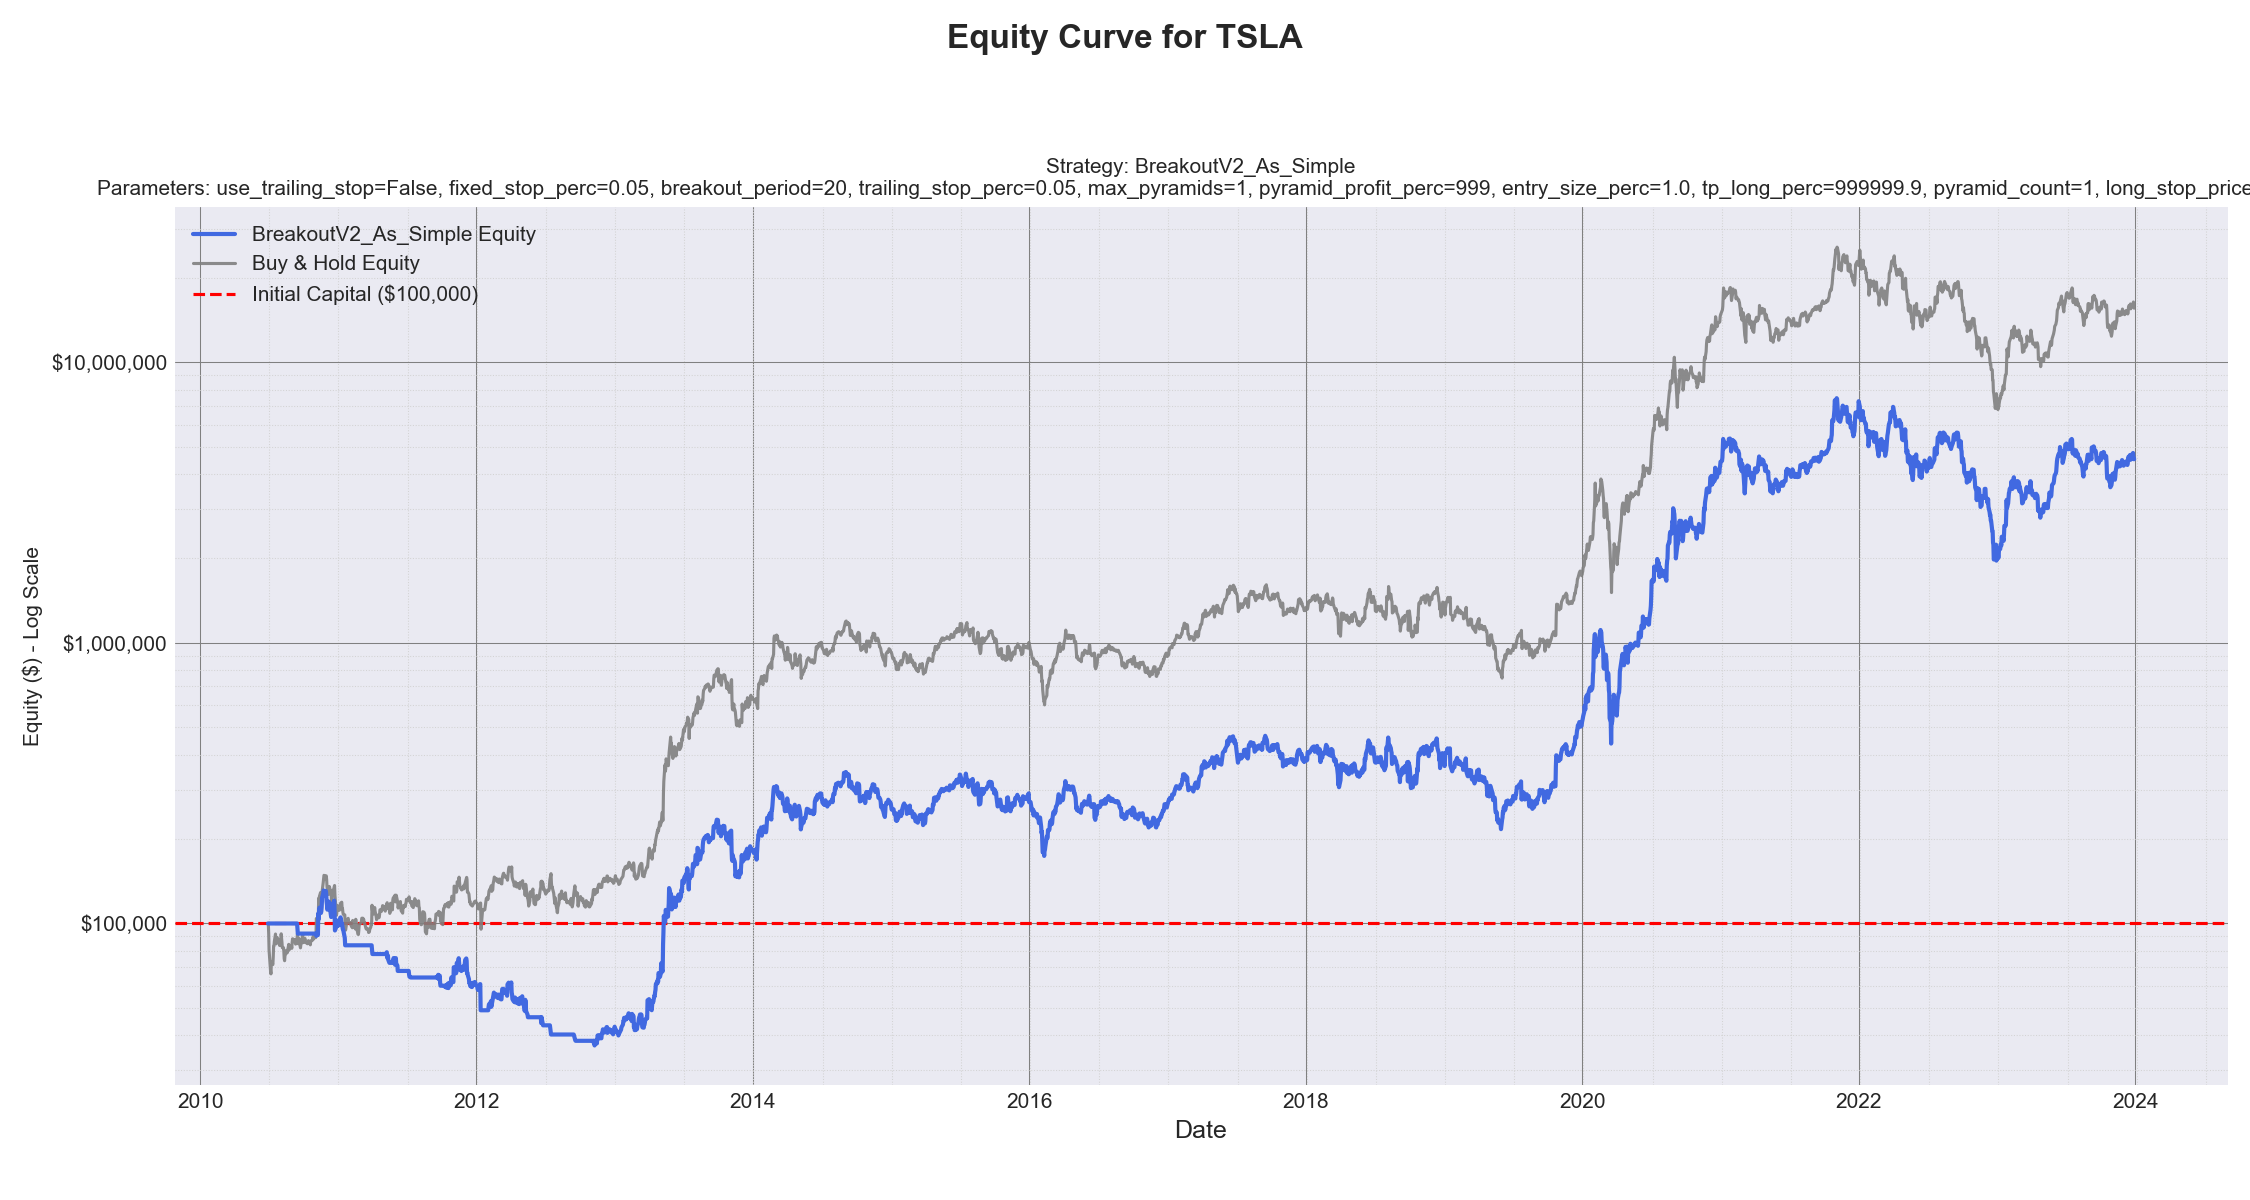 Equity Curve for TSLA
Strategy: BreakoutV2_As_Simple
Parameters: use_trailing_stop=False, fixed_stop_perc=0.05, breakout_period=20, trailing_stop_perc=0.05, max_pyramids=1, pyramid_profit_perc=999, entry_size_perc=1.0, tp_long_perc=999999.9, pyramid_count=1, long_stop_price
BreakoutV2_As_Simple Equity
Buy & Hold Equity
Initial Capital ($100,000)
Equity ($) - Log Scale
$10,000,000
$1,000,000
$100,000
2010 2012 2014 2016 2018 2020 2022 2024
Date